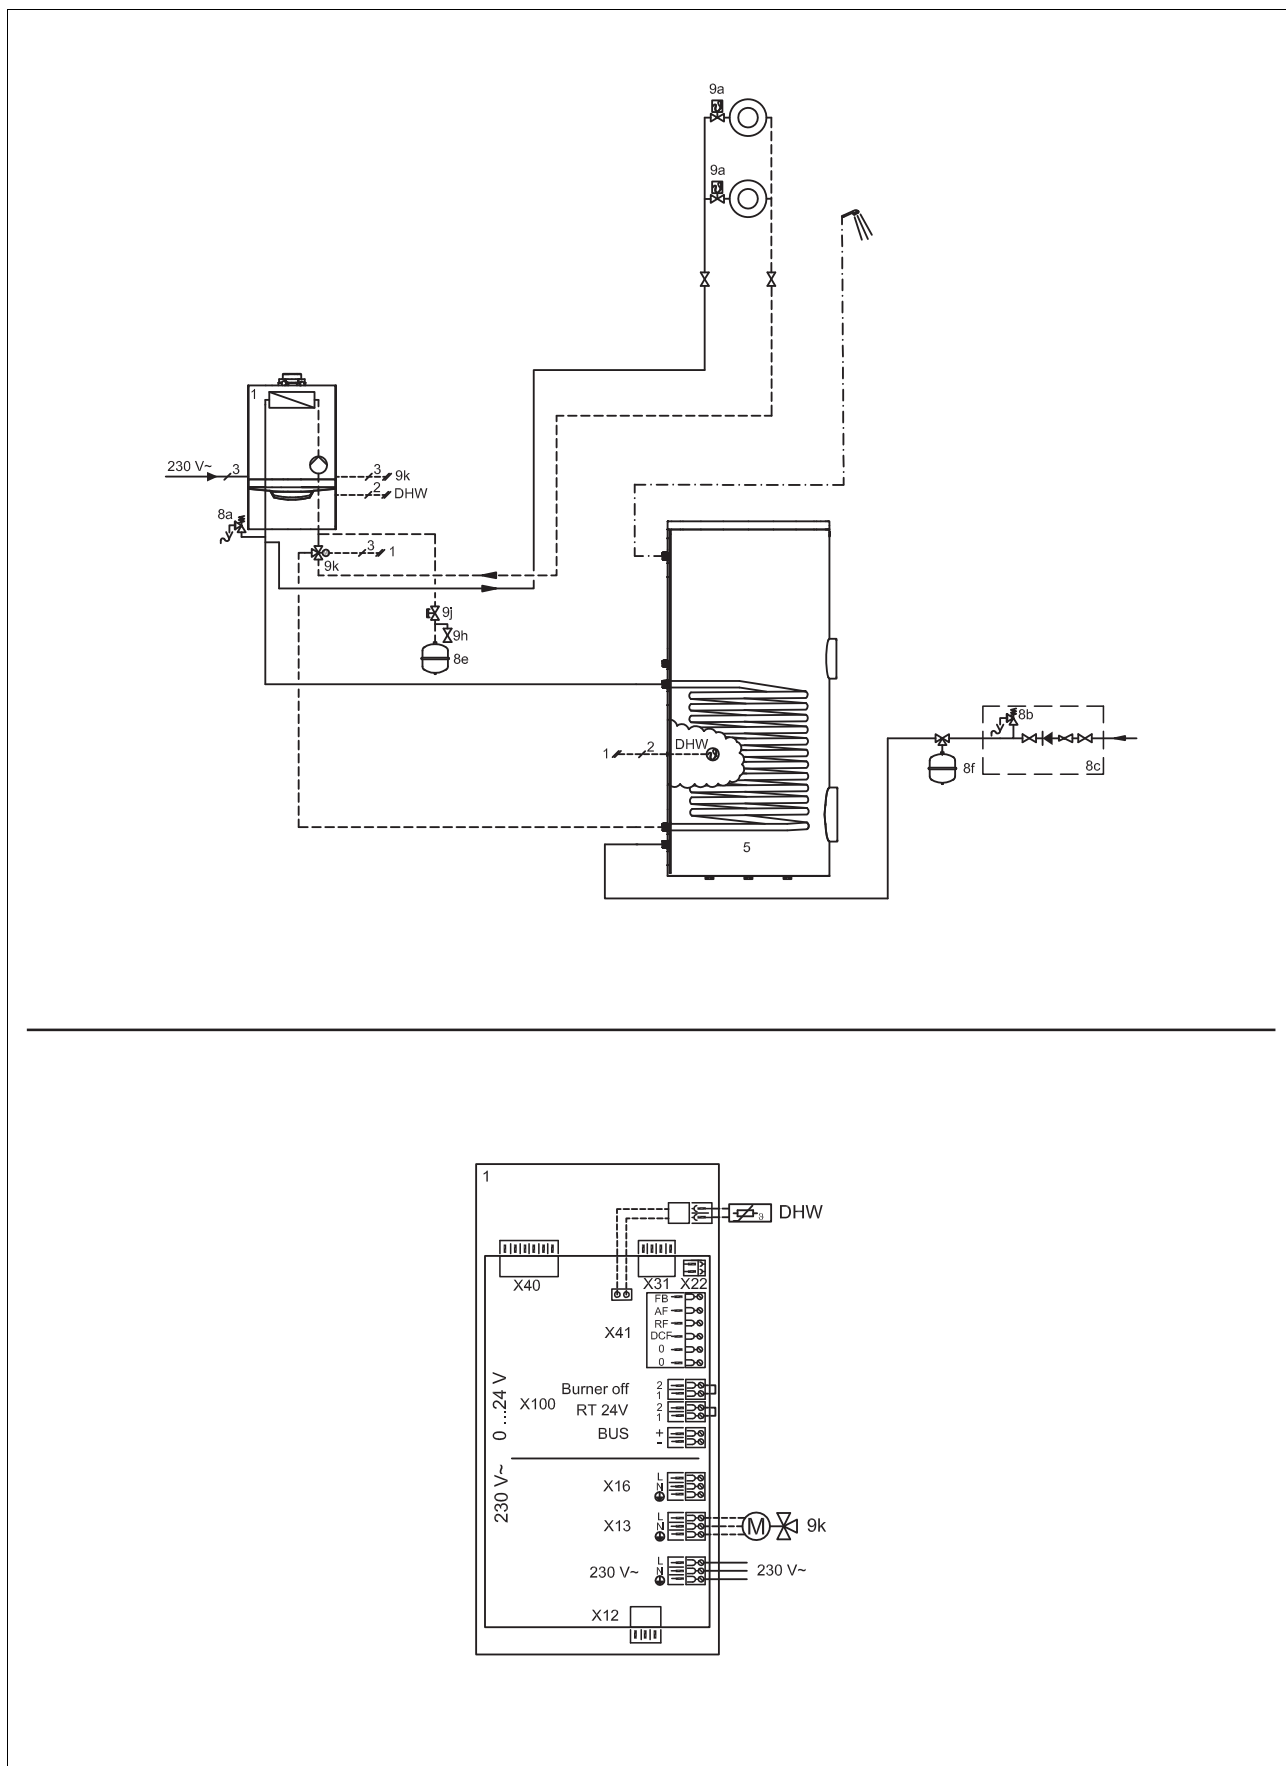 9a
9a
1
230 V~
3
3
9k
2
DHW
8a
3
1
9k
9j
9h
8e
1
2
DHW
5
8b
8c
8f
1
DHW
X40
X31
X22
X41
FB
AF
RF
DCF
0
0
0 ...24 V
X100
Burner off
2
1
RT 24V
2
1
BUS
+
-
230 V~
X16
L
N
X13
L
N
M
9k
230 V~
L
N
230 V~
X12